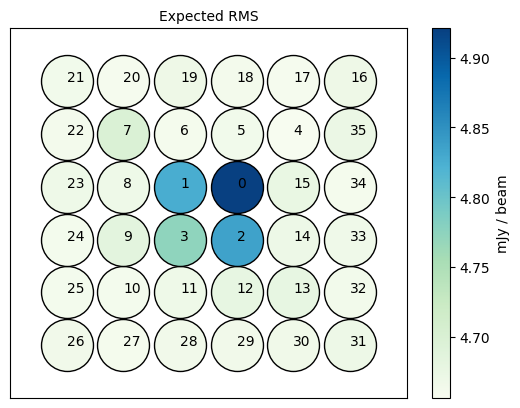 Expected RMS
21 20 19 18 17 16
22 7 6 5 4 35
23 8 1 0 15 34
24 9 3 2 14 33
25 10 11 12 13 32
26 27 28 29 30 31
4.90
4.85
4.80
4.75
4.70
mJy / beam